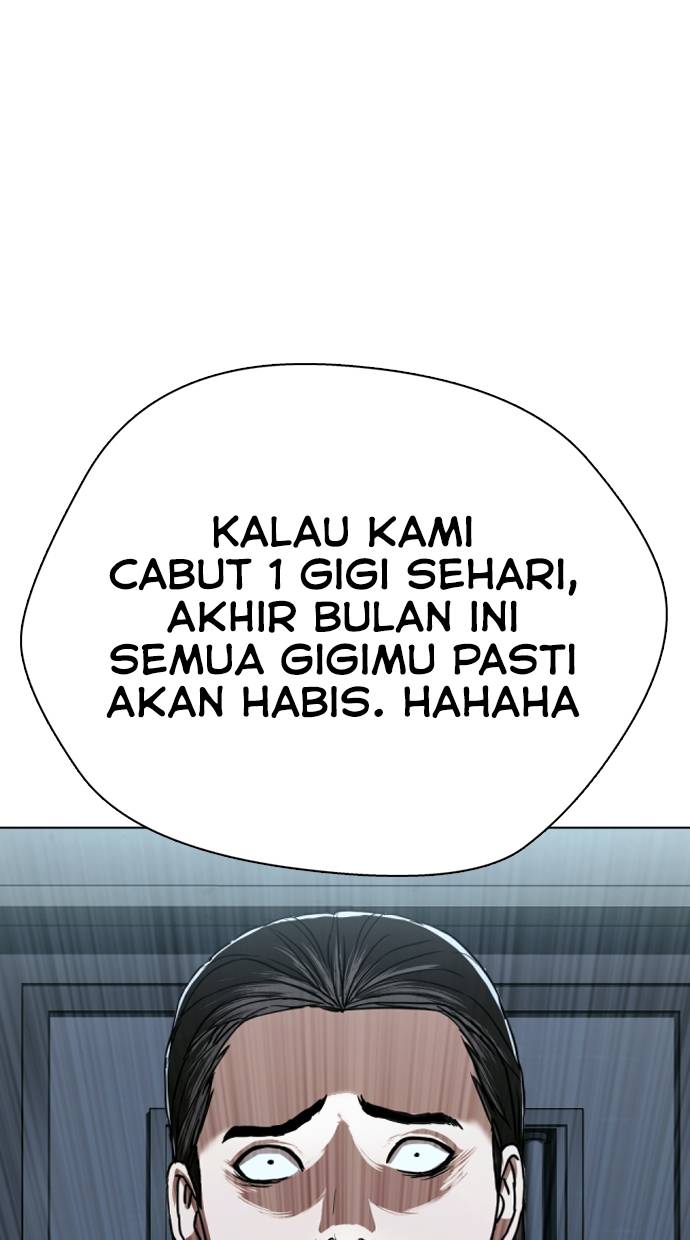 KALAU KAMI
CABUT 1 GIGI SEHARI,
AKHIR BULAN INI
SEMUA GIGIMU PASTI
AKAN HABIS. HAHAHA